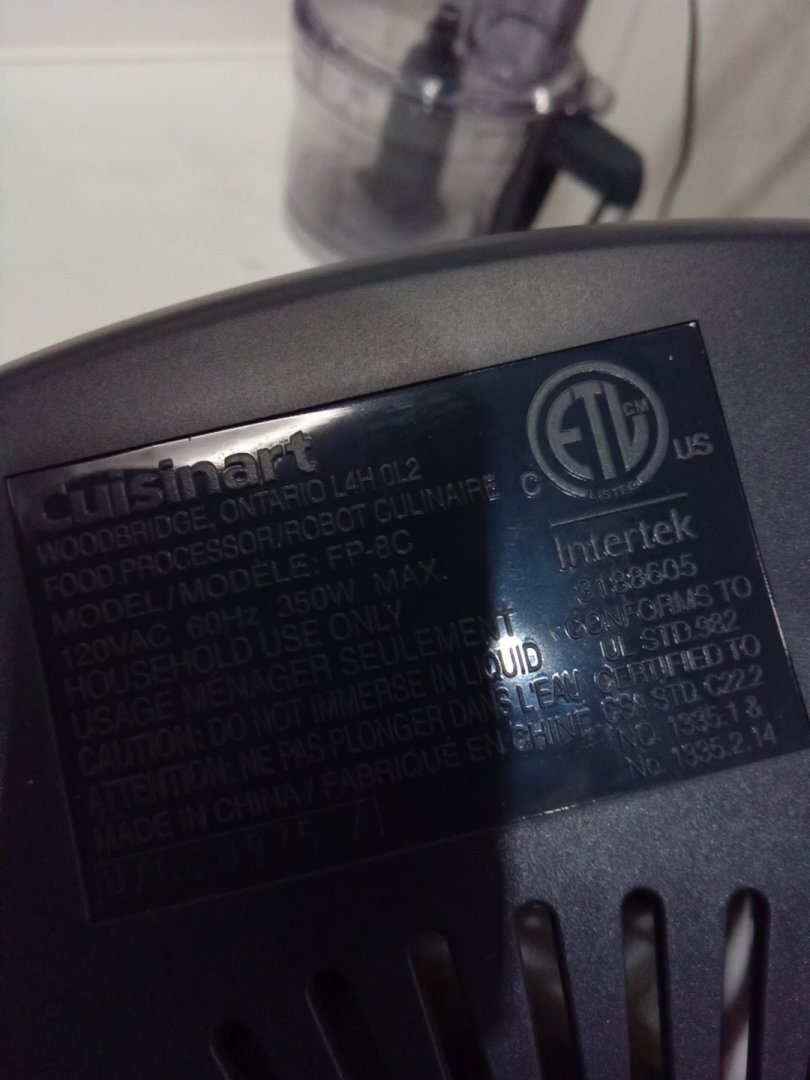 Cuisinart
WOODBRIDGE, ONTARIO L4H 0L2
FOOD PROCESSOR/ROBOT CULINAIRE
MODEL/MODÈLE: FP-8C
120VAC 60Hz 350W MAX.
HOUSEHOLD USE ONLY
USAGE MÉNAGER SEULEMENT
CAUTION: DO NOT IMMERSE IN LIQUID
ATTENTION: NE PAS PLONGER DANS L'EAU
MADE IN CHINA / FABRIQUÉ EN CHINE
ETL CM
LISTED
C US
Intertek
3188605
CONFORMS TO
UL STD.982
CERTIFIED TO
CSA STD. C22.2
NO. 1335.1 &
No. 1335.2.14